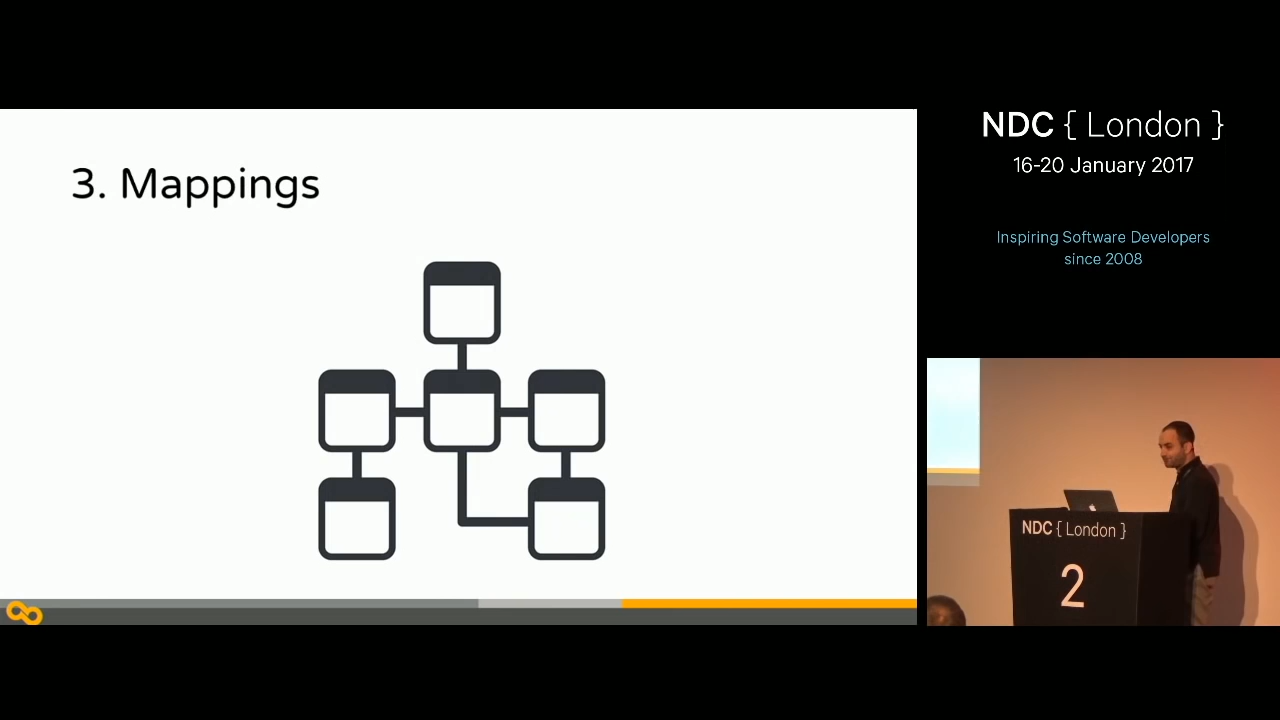 3. Mappings
NDC { London }
16-20 January 2017
Inspiring Software Developers
since 2008
NDC { London }
2